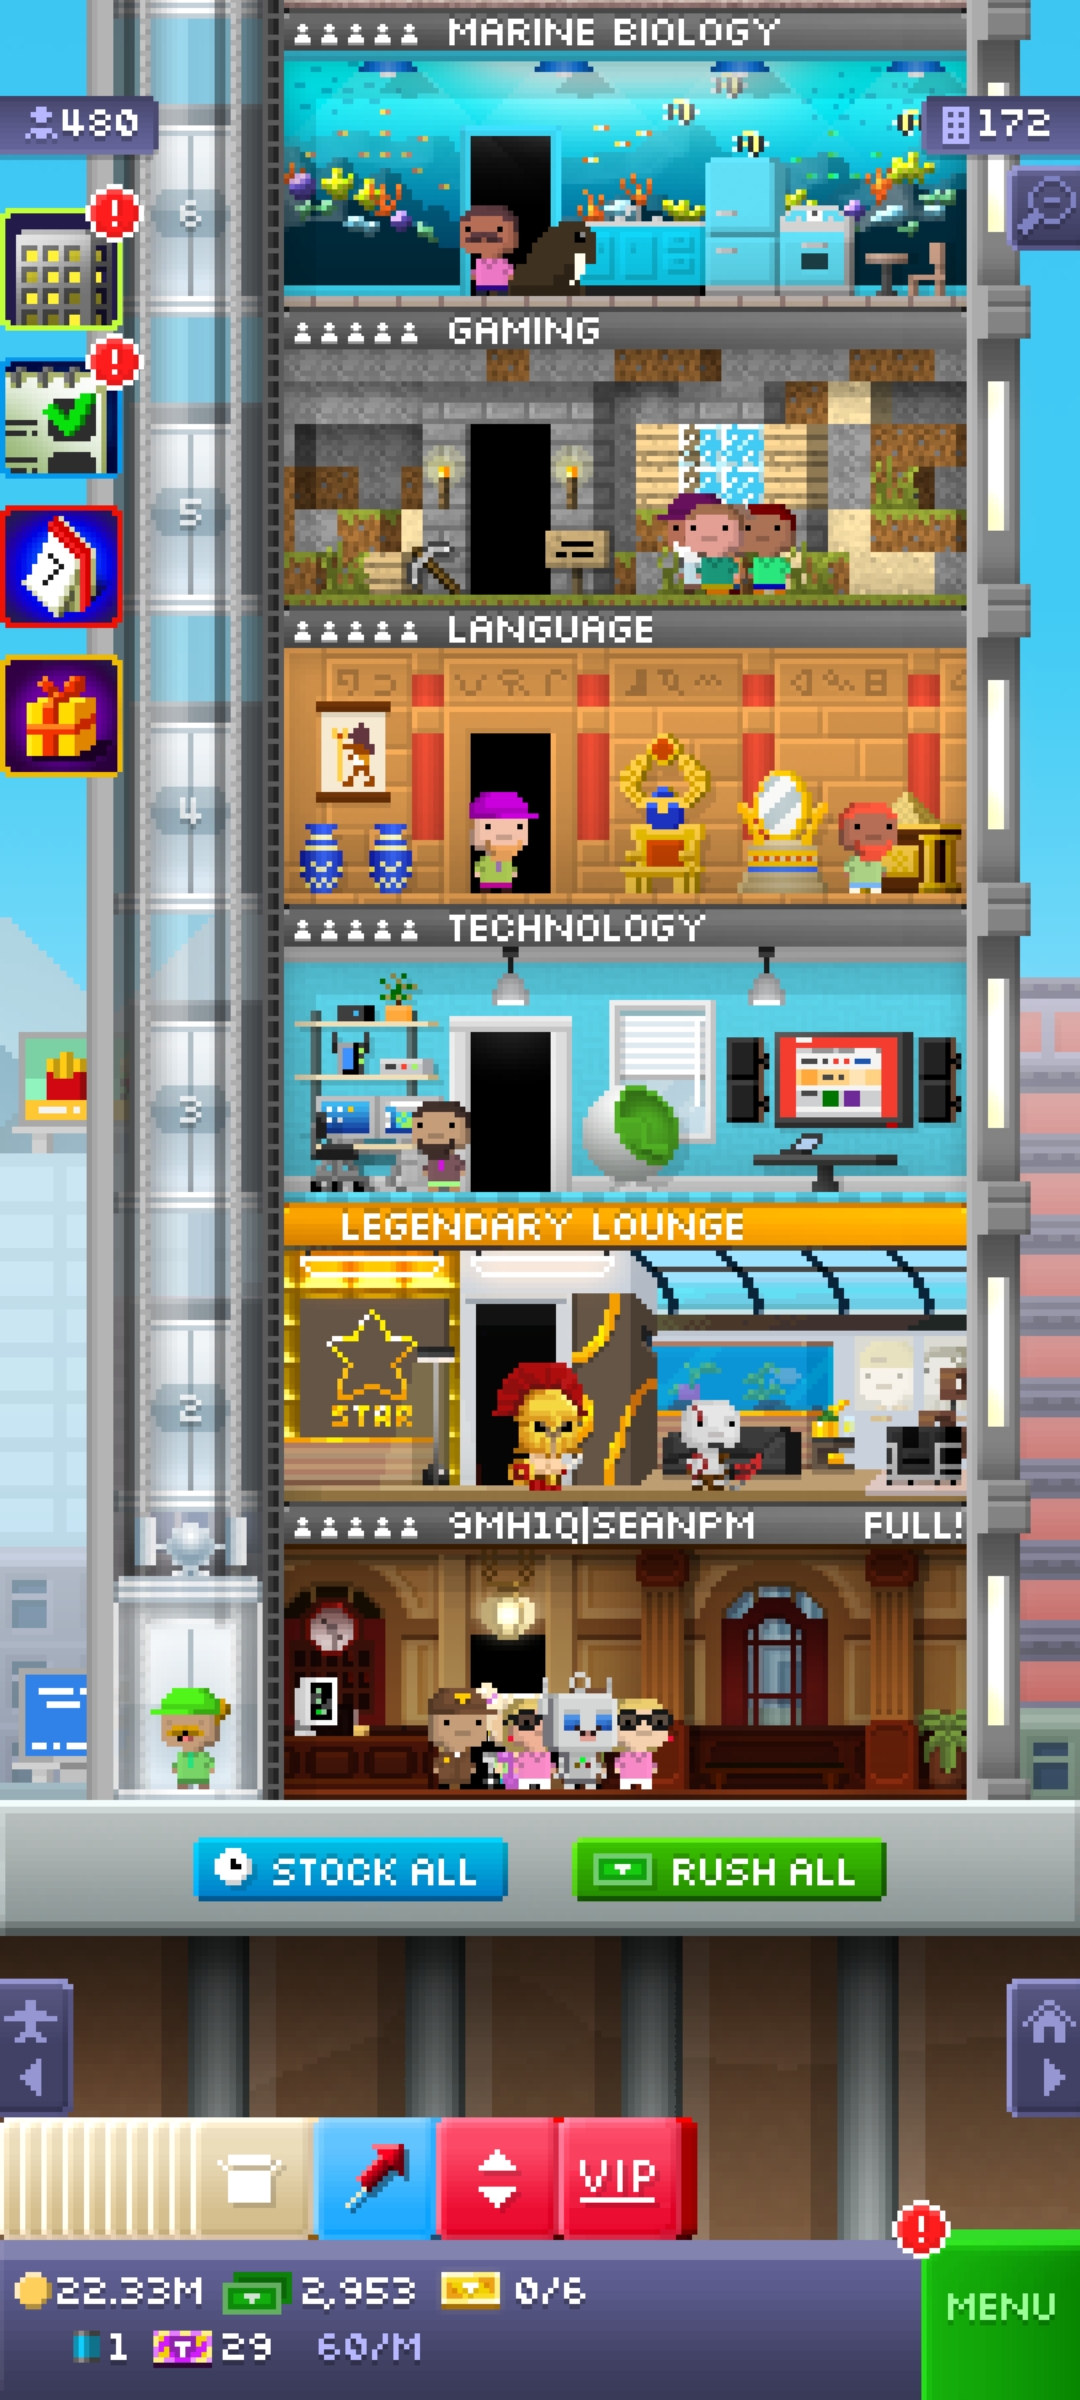 MARINE BIOLOGY
480
172
6
GAMING
5
LANGUAGE
4
TECHNOLOGY
3
LEGENDARY LOUNGE
STAR
2
9MH1Q|SEANPM FULL!
STOCK ALL
RUSH ALL
VIP
22.33M 2,953 0/6
MENU
1 29 60/M